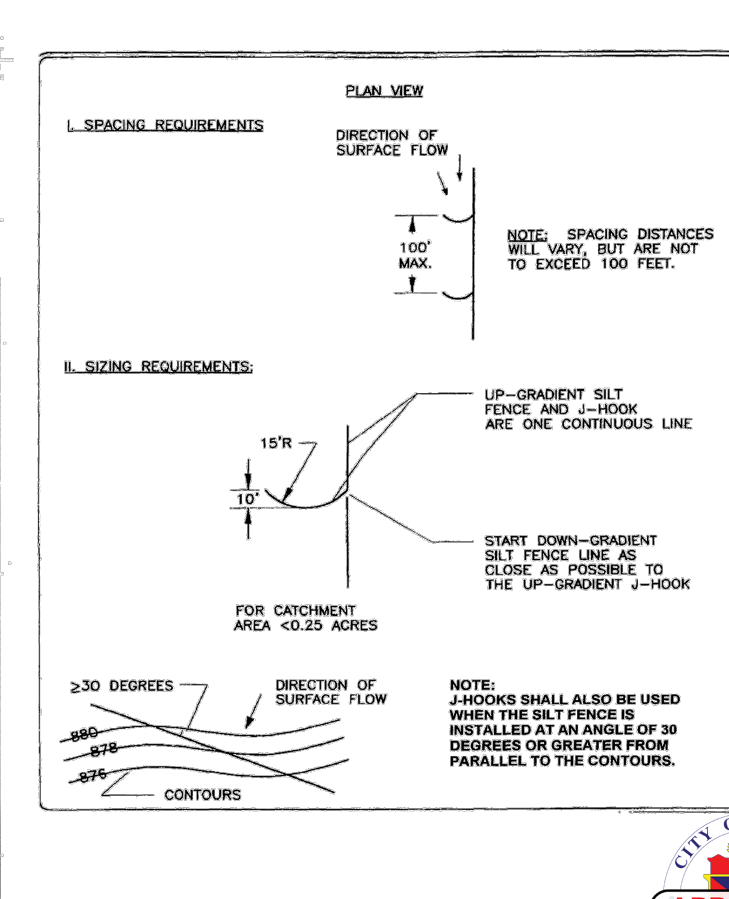 PLAN VIEW
I. SPACING REQUIREMENTS
DIRECTION OF
SURFACE FLOW
100'
MAX.
NOTE: SPACING DISTANCES
WILL VARY, BUT ARE NOT
TO EXCEED 100 FEET.
II. SIZING REQUIREMENTS:
UP-GRADIENT SILT
FENCE AND J-HOOK
ARE ONE CONTINUOUS LINE
15'R
10'
START DOWN-GRADIENT
SILT FENCE LINE AS
CLOSE AS POSSIBLE TO
THE UP-GRADIENT J-HOOK
FOR CATCHMENT
AREA <0.25 ACRES
≥30 DEGREES
DIRECTION OF
SURFACE FLOW
880
878
876
CONTOURS
NOTE:
J-HOOKS SHALL ALSO BE USED
WHEN THE SILT FENCE IS
INSTALLED AT AN ANGLE OF 30
DEGREES OR GREATER FROM
PARALLEL TO THE CONTOURS.
CITY